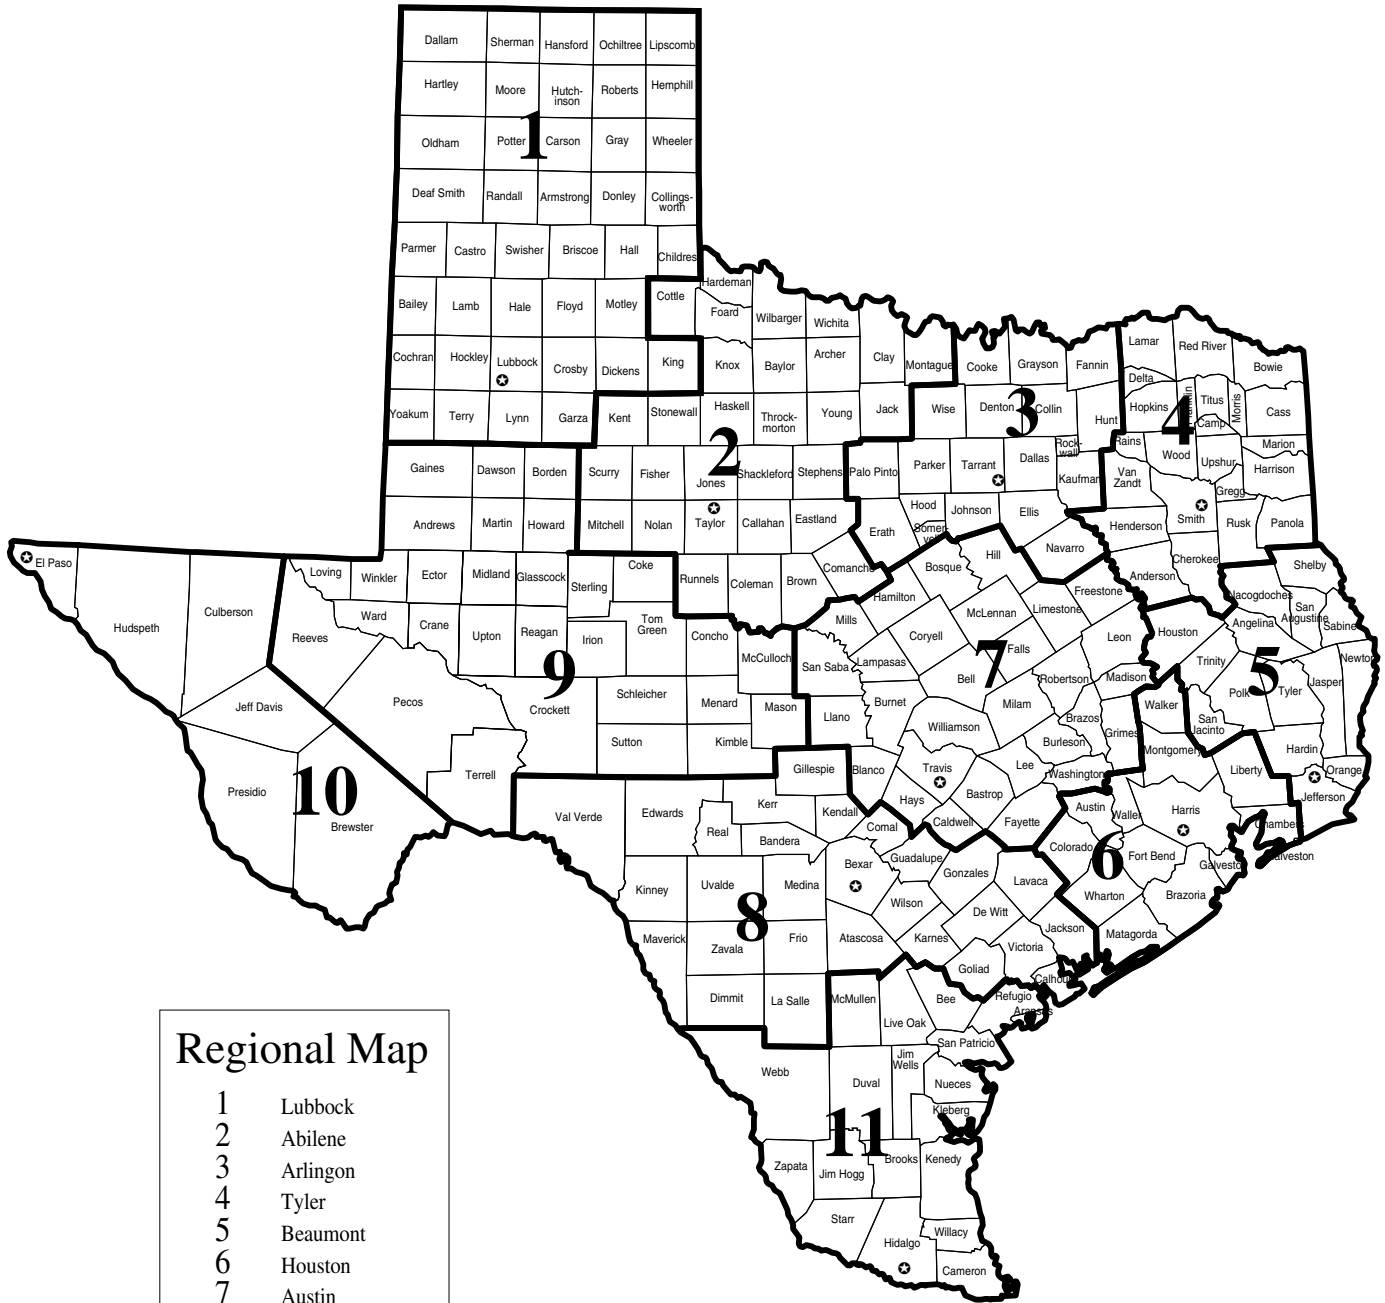 Dallam Sherman Hansford Ochiltree Lipscomb
Hartley Moore Hutch-
inson Roberts Hemphill
1
Oldham Potter Carson Gray Wheeler
Deaf Smith Randall Armstrong Donley Collings-
worth
Parmer Castro Swisher Briscoe Hall Childres
Hardeman
Bailey Lamb Hale Floyd Motley Cottle Foard Wilbarger Wichita
Cochran Hockley Lubbock Crosby Dickens King Knox Baylor Archer Clay Montague Cooke Grayson Fannin Lamar Red River Bowie
Delta
Yoakum Terry Lynn Garza Kent Stonewall Haskell Throck-
morton Young Jack Wise Denton 3 Collin Hunt Hopkins Franklin Titus Morris Cass
4 Camp
Gaines Dawson Borden Scurry Fisher 2 Jones Shackleford Stephens Palo Pinto Parker Tarrant Dallas Rock-
wall Rains Wood Upshur Marion
Kaufman Van
Zandt Gregg Harrison
Andrews Martin Howard Mitchell Nolan Taylor Callahan Eastland Erath Hood Somer-
vell Johnson Ellis Henderson Smith Rusk Panola
El Paso Loving Winkler Ector Midland Glasscock Sterling Coke Runnels Coleman Brown Comanche Bosque Hill Navarro Anderson Cherokee Shelby
Hudspeth Culberson Reeves Ward Crane Upton Reagan Irion Tom
Green Concho McCulloch Mills Hamilton Coryell McLennan Limestone Freestone Nacogdoches San
Augustine Sabine
San Saba Lampasas Falls Leon Houston Angelina Newton
9 7 5
Jeff Davis Pecos Crockett Schleicher Menard Mason Llano Burnet Bell Milam Robertson Madison Trinity Polk Tyler Jasper
Sutton Kimble Williamson Brazos Grimes Walker San
Jacinto
10 Terrell Gillespie Blanco Travis Lee Burleson Washington Montgomery Hardin
Presidio Brewster Val Verde Edwards Kerr Kendall Hays Bastrop Austin Waller Harris Liberty Orange
Jefferson
Real Bandera Comal Caldwell Fayette Colorado 6 Chambers
Kinney Uvalde Medina Bexar Guadalupe Gonzales Lavaca Fort Bend Galveston Galveston
8 Wilson Wharton Brazoria
Maverick Zavala Frio Atascosa Karnes De Witt Jackson Matagorda
Victoria
Goliad Calhoun
Dimmit La Salle McMullen Bee Refugio
Live Oak Aransas
San Patricio
Webb Duval Jim
Wells Nueces
Kleberg
11
Zapata Jim Hogg Brooks Kenedy
Starr Hidalgo Willacy
Cameron
Regional Map
1 Lubbock
2 Abilene
3 Arlingon
4 Tyler
5 Beaumont
6 Houston
7 Austin